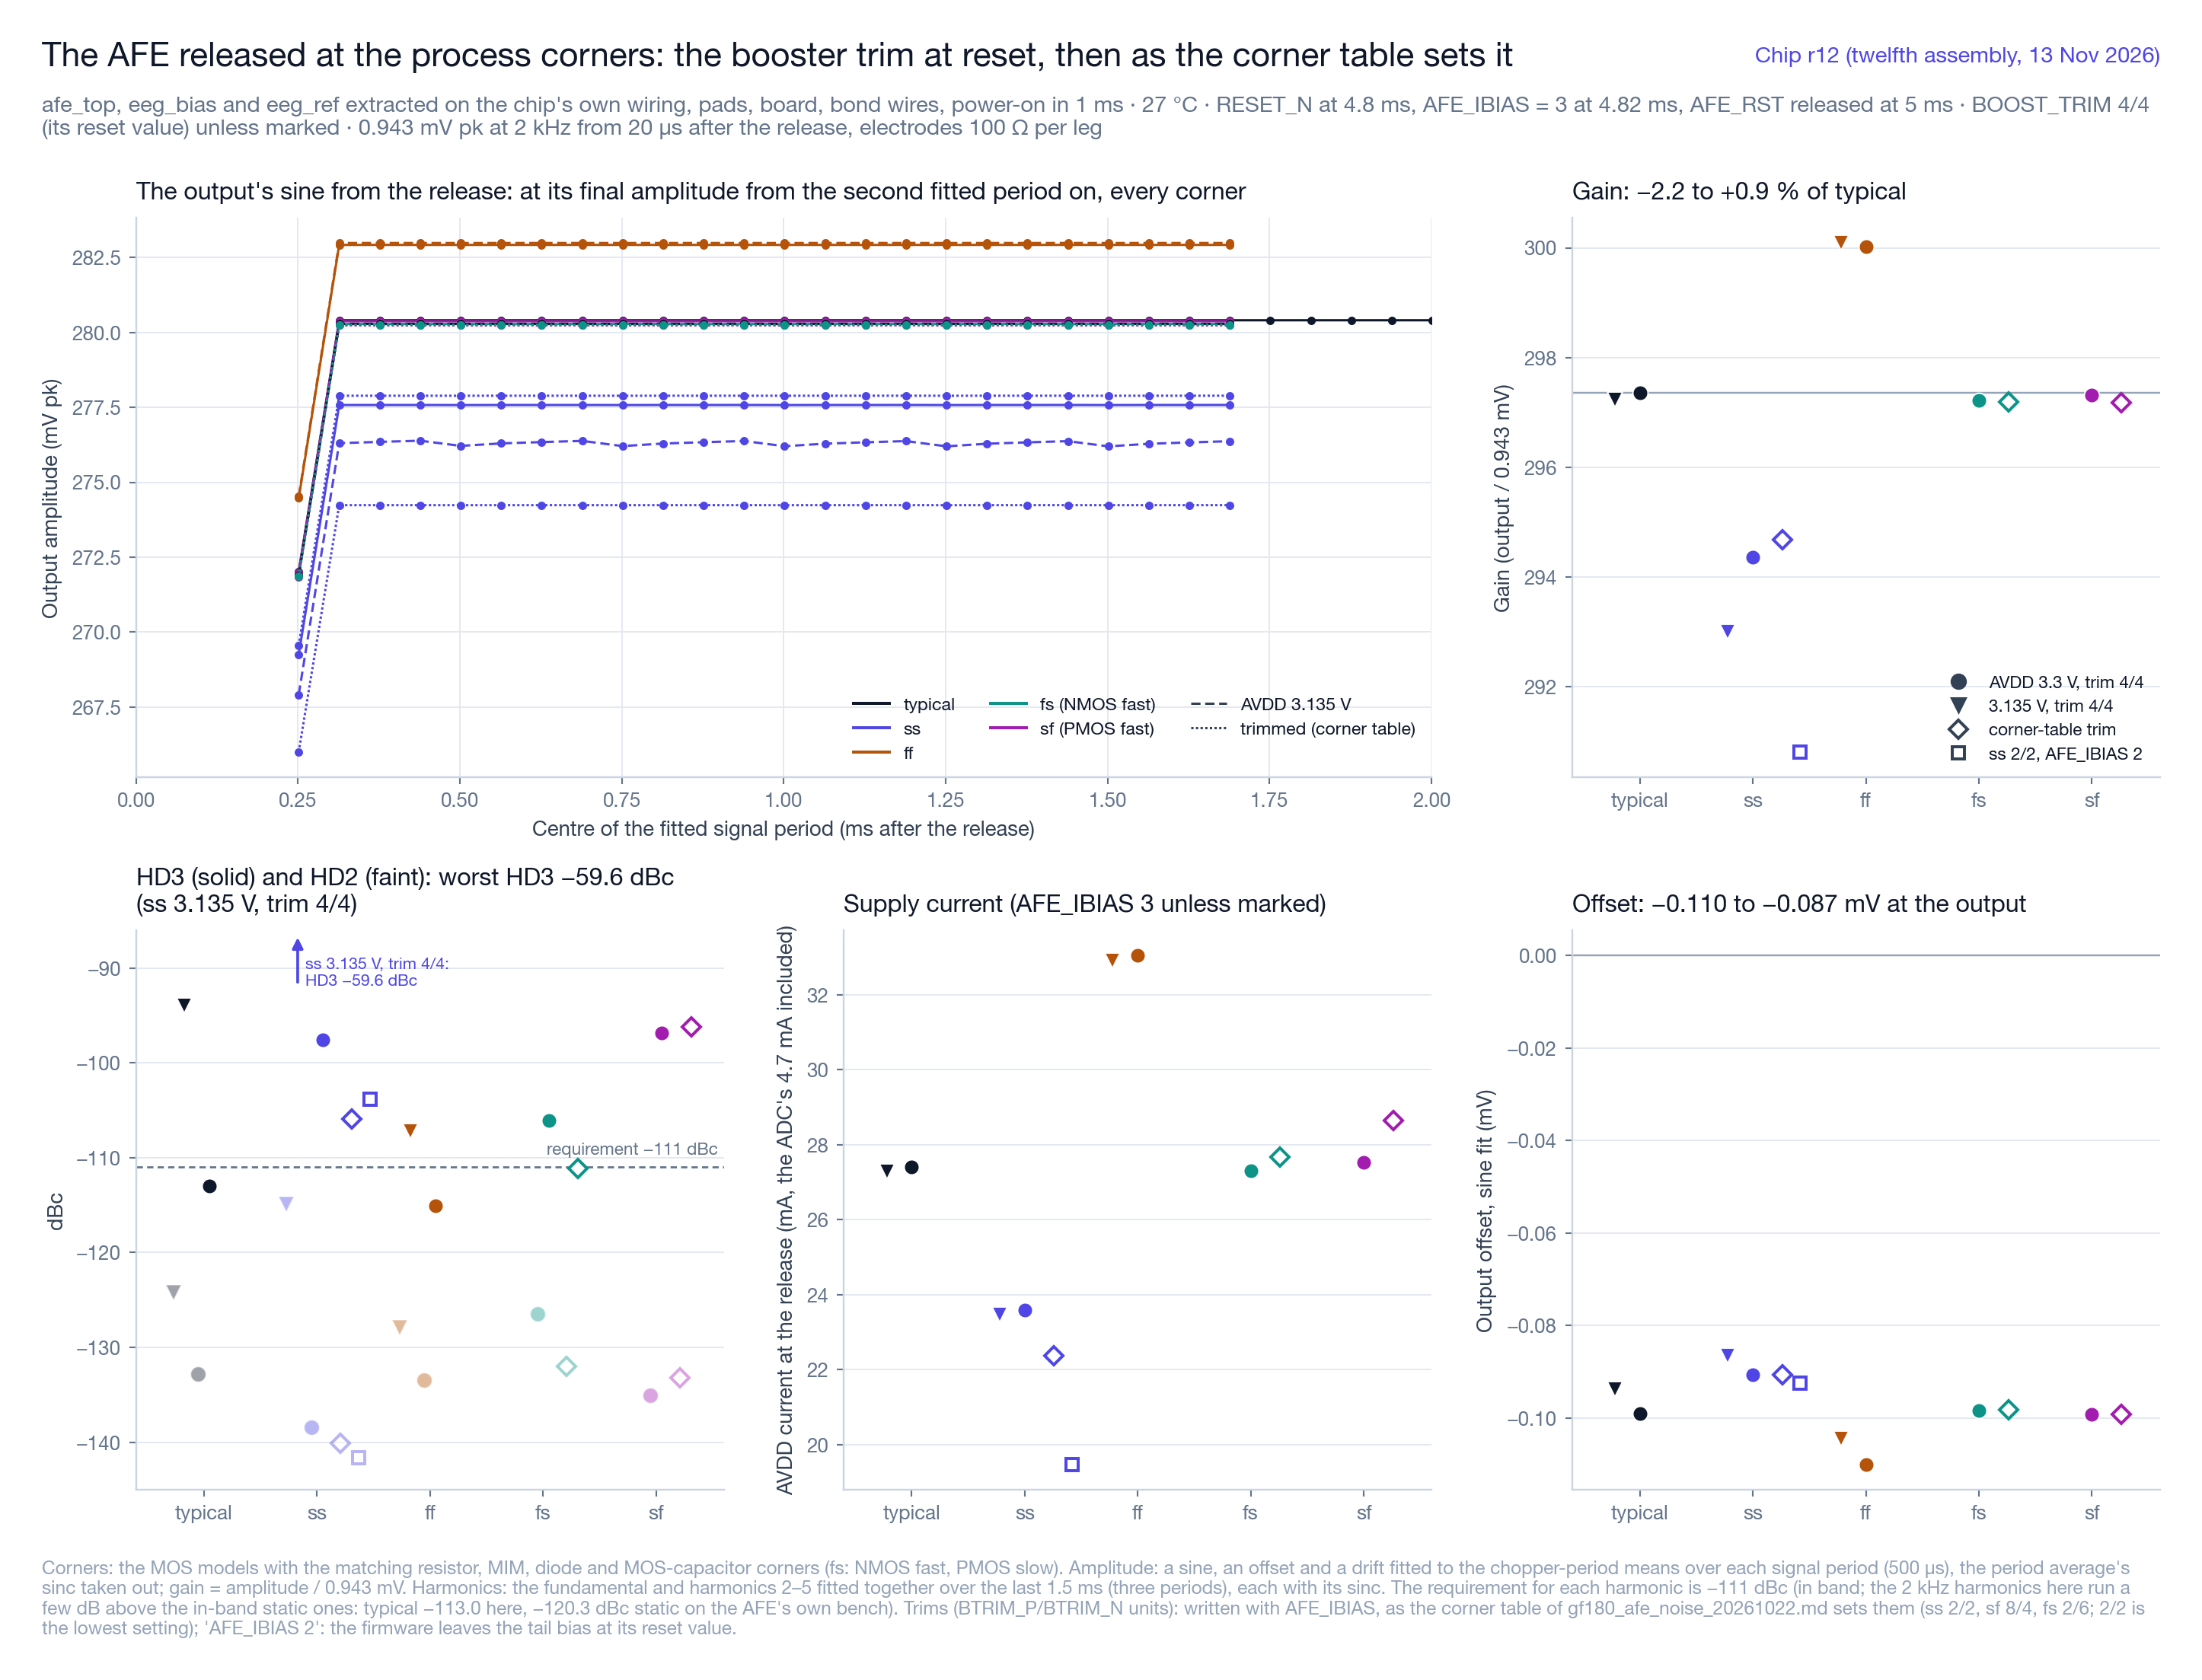 The AFE released at the process corners: the booster trim at reset, then as the corner table sets it
Chip r12 (twelfth assembly, 13 Nov 2026)
afe_top, eeg_bias and eeg_ref extracted on the chip's own wiring, pads, board, bond wires, power-on in 1 ms · 27 °C · RESET_N at 4.8 ms, AFE_IBIAS = 3 at 4.82 ms, AFE_RST released at 5 ms · BOOST_TRIM 4/4
(its reset value) unless marked · 0.943 mV pk at 2 kHz from 20 µs after the release, electrodes 100 Ω per leg
The output's sine from the release: at its final amplitude from the second fitted period on, every corner
Output amplitude (mV pk)
282.5
280.0
277.5
275.0
272.5
270.0
267.5
typical
ss
ff
fs (NMOS fast)
sf (PMOS fast)
AVDD 3.135 V
trimmed (corner table)
0.00
0.25
0.50
0.75
1.00
1.25
1.50
1.75
2.00
Centre of the fitted signal period (ms after the release)
Gain: −2.2 to +0.9 % of typical
Gain (output / 0.943 mV)
300
298
296
294
292
AVDD 3.3 V, trim 4/4
3.135 V, trim 4/4
corner-table trim
ss 2/2, AFE_IBIAS 2
typical
ss
ff
fs
sf
HD3 (solid) and HD2 (faint): worst HD3 −59.6 dBc
(ss 3.135 V, trim 4/4)
dBc
−90
−100
−110
−120
−130
−140
ss 3.135 V, trim 4/4:
HD3 −59.6 dBc
requirement −111 dBc
typical
ss
ff
fs
sf
Supply current (AFE_IBIAS 3 unless marked)
AVDD current at the release (mA, the ADC's 4.7 mA included)
32
30
28
26
24
22
20
typical
ss
ff
fs
sf
Offset: −0.110 to −0.087 mV at the output
Output offset, sine fit (mV)
0.00
−0.02
−0.04
−0.06
−0.08
−0.10
typical
ss
ff
fs
sf
Corners: the MOS models with the matching resistor, MIM, diode and MOS-capacitor corners (fs: NMOS fast, PMOS slow). Amplitude: a sine, an offset and a drift fitted to the chopper-period means over each signal period (500 µs), the period average's
sinc taken out; gain = amplitude / 0.943 mV. Harmonics: the fundamental and harmonics 2–5 fitted together over the last 1.5 ms (three periods), each with its sinc. The requirement for each harmonic is −111 dBc (in band; the 2 kHz harmonics here run a
few dB above the in-band static ones: typical −113.0 here, −120.3 dBc static on the AFE's own bench). Trims (BTRIM_P/BTRIM_N units): written with AFE_IBIAS, as the corner table of gf180_afe_noise_20261022.md sets them (ss 2/2, sf 8/4, fs 2/6; 2/2 is
the lowest setting); 'AFE_IBIAS 2': the firmware leaves the tail bias at its reset value.